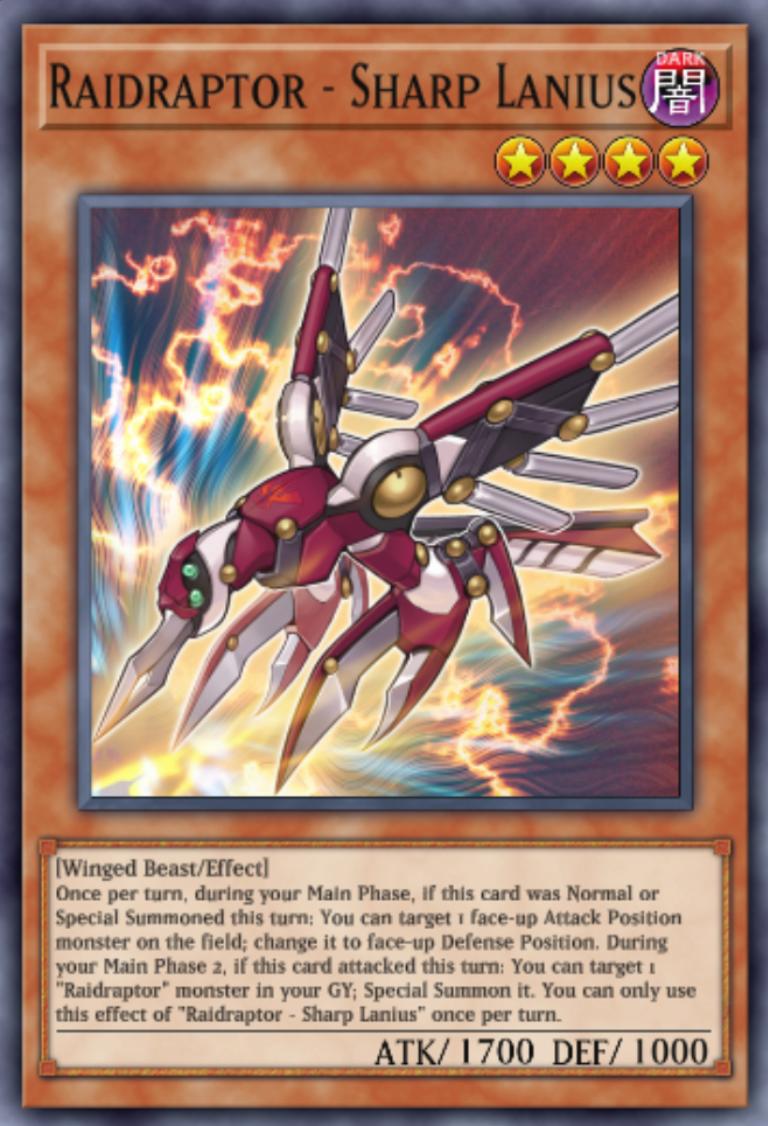 Raidraptor - Sharp Lanius
DARK
闇
[Winged Beast/Effect]
Once per turn, during your Main Phase, if this card was Normal or
Special Summoned this turn: You can target 1 face-up Attack Position
monster on the field; change it to face-up Defense Position. During
your Main Phase 2, if this card attacked this turn: You can target 1
"Raidraptor" monster in your GY; Special Summon it. You can only use
this effect of "Raidraptor - Sharp Lanius" once per turn.
ATK/ 1700 DEF/ 1000